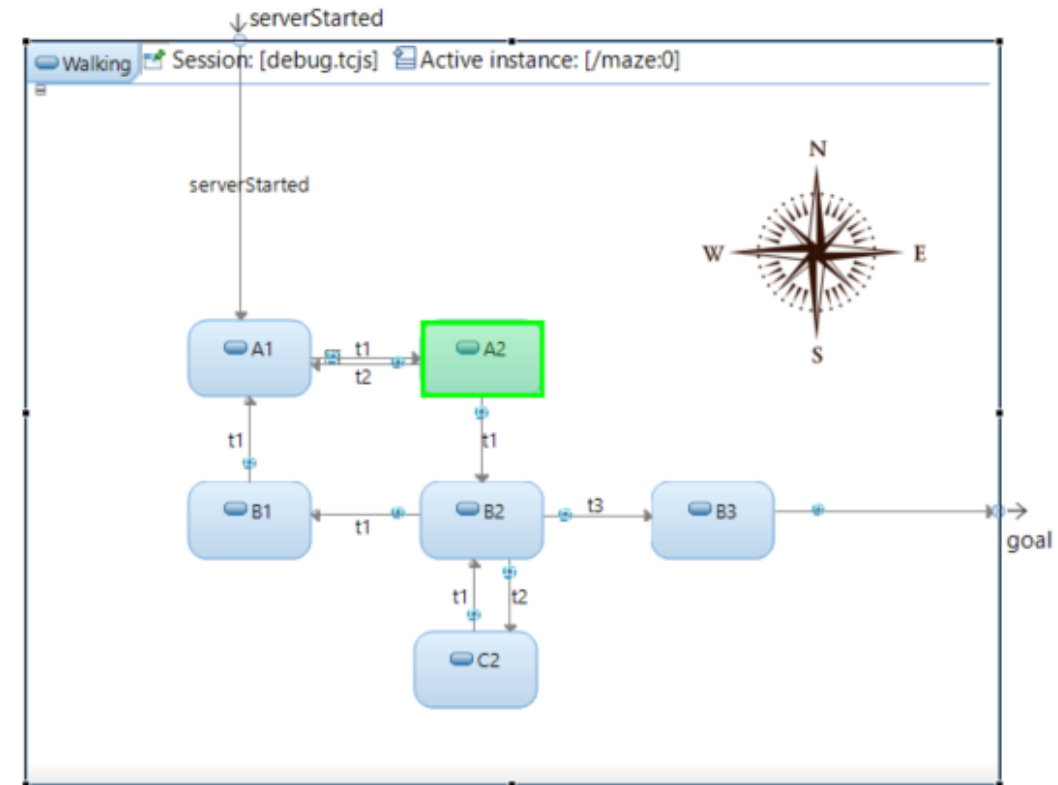 serverStarted
Walking Session: [debug.tcjs] Active instance: [/maze:0]
N
serverStarted
W E
S
A1 t1 A2
t2
t1 t1
B1 t1 B2 t3 B3
goal
t1 t2
C2